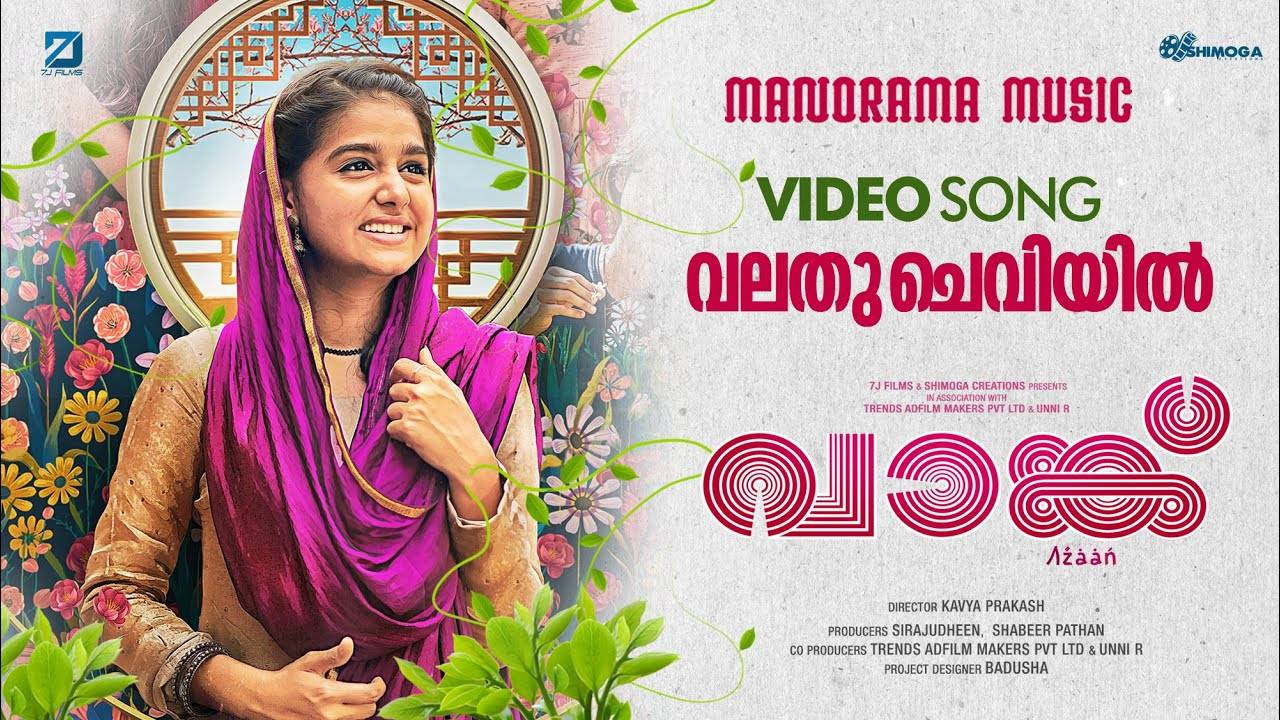 7J FILMS
SHIMOGA
CREATIONS
MANORAMA MUSIC
VIDEO SONG
വലതു ചെവിയിൽ
7J FILMS & SHIMOGA CREATIONS PRESENTS
IN ASSOCIATION WITH
TRENDS ADFILM MAKERS PVT LTD & UNNI R
വാങ്ക്
Azaan
DIRECTOR KAVYA PRAKASH
PRODUCERS SIRAJUDHEEN, SHABEER PATHAN
CO PRODUCERS TRENDS ADFILM MAKERS PVT LTD & UNNI R
PROJECT DESIGNER BADUSHA